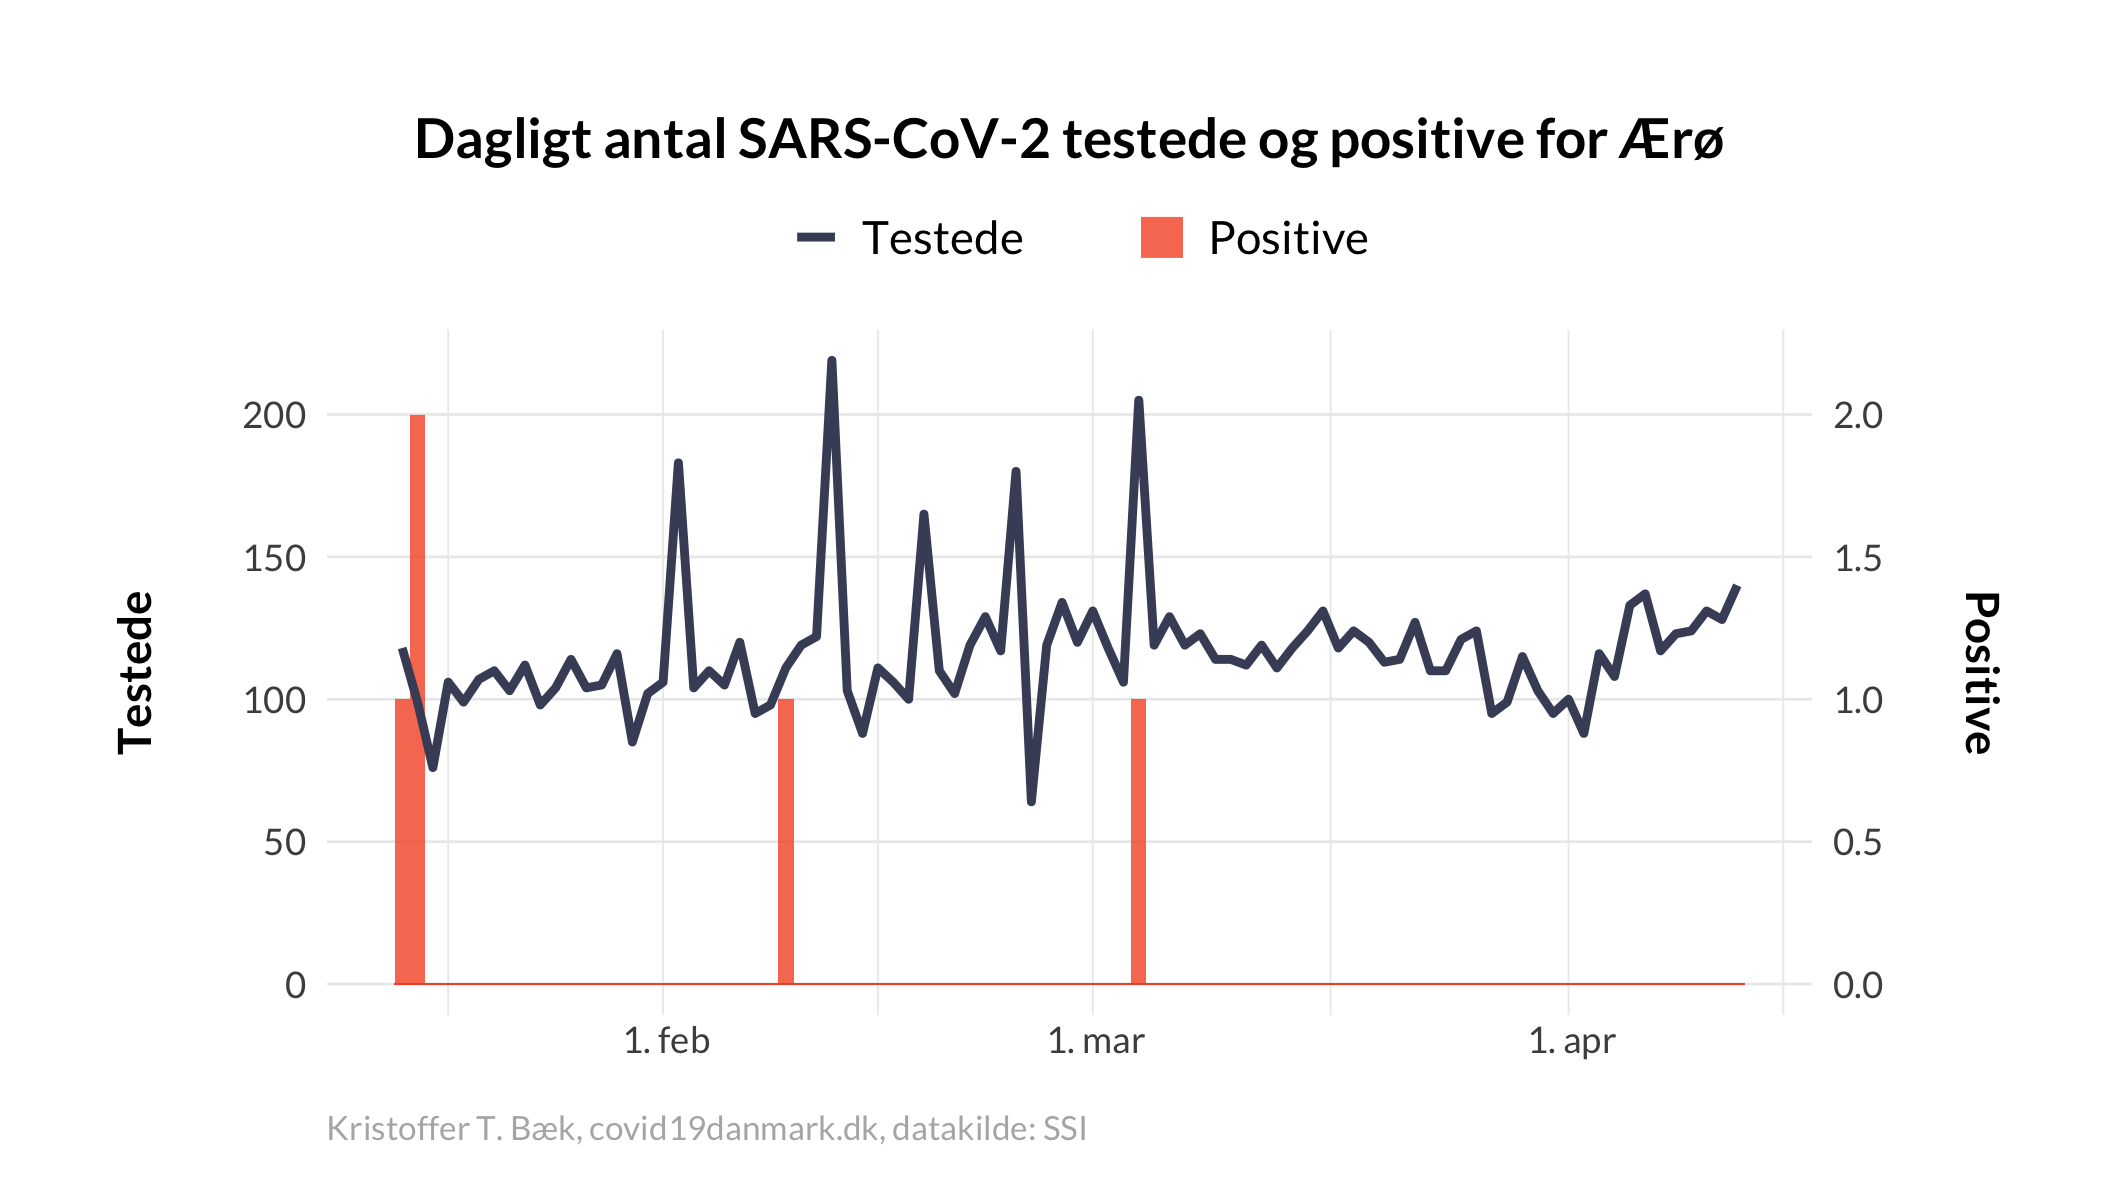 Dagligt antal SARS-CoV-2 testede og positive for Ærø
Testede Positive
200 2.0
150 1.5
100 1.0
50 0.5
0 0.0
Testede
Positive
1. feb 1. mar 1. apr
Kristoffer T. Bæk, covid19danmark.dk, datakilde: SSI